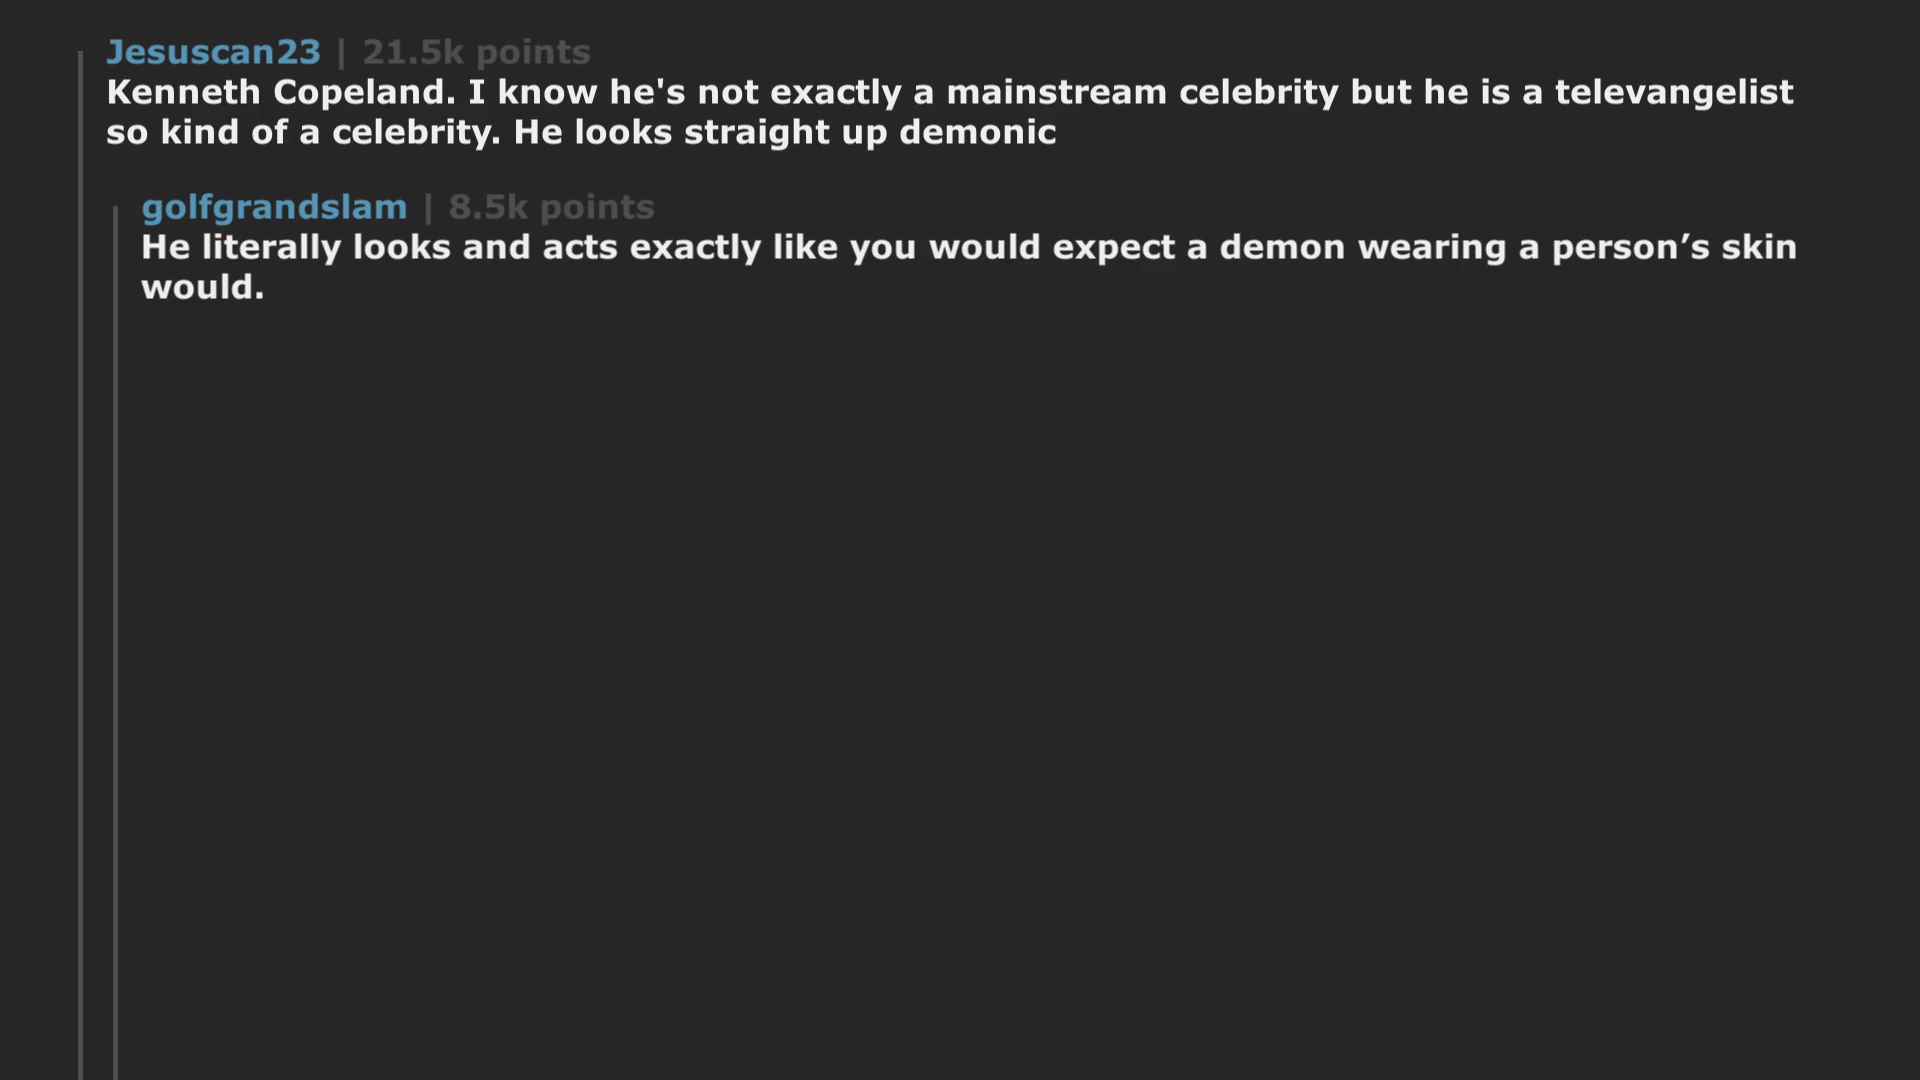 Jesuscan23 | 21.5k points
Kenneth Copeland. I know he's not exactly a mainstream celebrity but he is a televangelist
so kind of a celebrity. He looks straight up demonic
golfgrandslam | 8.5k points
He literally looks and acts exactly like you would expect a demon wearing a person’s skin
would.